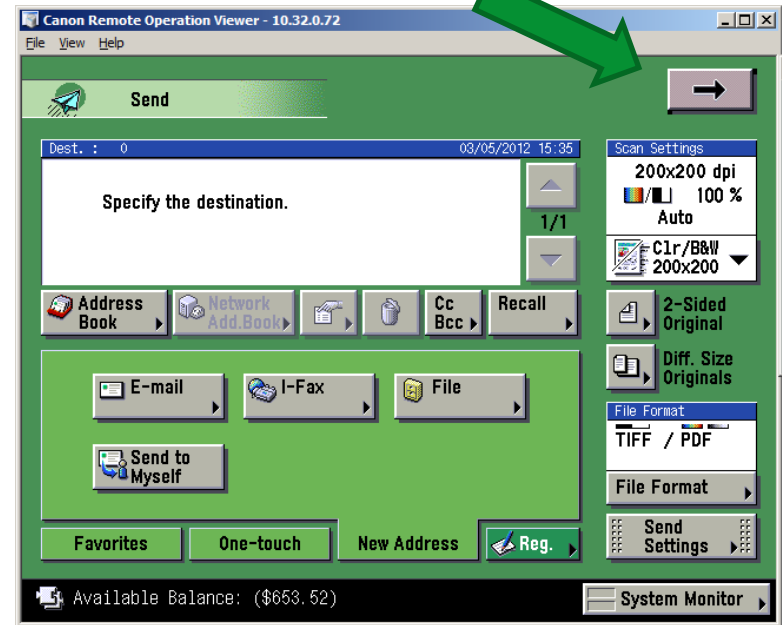 Canon Remote Operation Viewer - 10.32.0.72
File View Help
Send
Dest. : 0 03/05/2012 15:35
Specify the destination.
1/1
Address Book
Network Add.Book
Cc Bcc
Recall
E-mail
I-Fax
File
Send to Myself
Favorites
One-touch
New Address
Reg.
Scan Settings
200x200 dpi
/ 100 %
Auto
Clr/B&W
200x200
2-Sided
Original
Diff. Size
Originals
File Format
TIFF / PDF
File Format
Send
Settings
Available Balance: ($653.52)
System Monitor